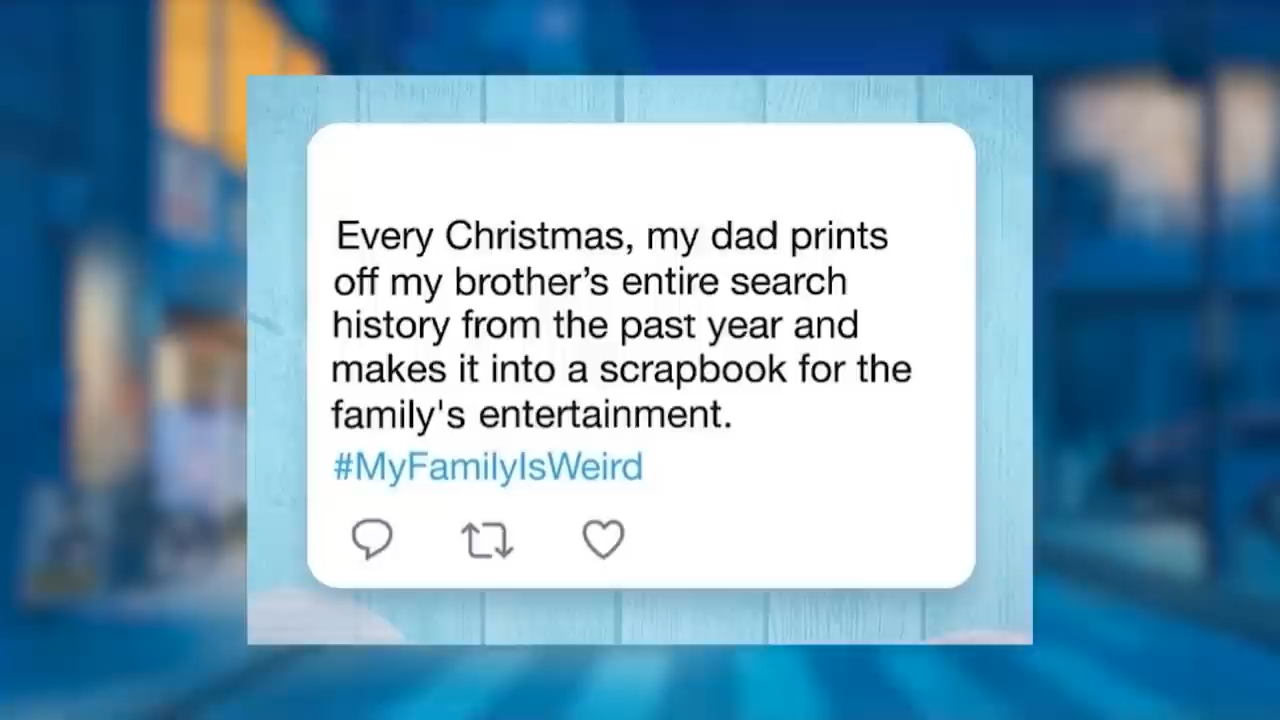 Every Christmas, my dad prints
off my brother’s entire search
history from the past year and
makes it into a scrapbook for the
family's entertainment.
#MyFamilyIsWeird